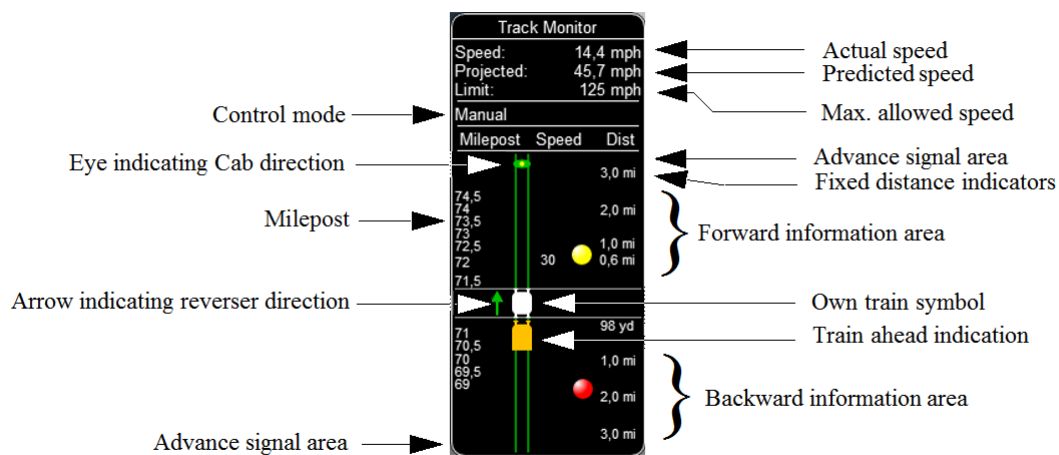 Track Monitor
Speed: 14,4 mph
Projected: 45,7 mph
Limit: 125 mph
Manual
Milepost Speed Dist
3,0 mi
74,5
74
2,0 mi
73,5
73
72,5
1,0 mi
72
30
0,6 mi
71,5
98 yd
71
70,5
70
1,0 mi
69,5
69
2,0 mi
3,0 mi
Control mode
Eye indicating Cab direction
Milepost
Arrow indicating reverser direction
Advance signal area
Actual speed
Predicted speed
Max. allowed speed
Advance signal area
Fixed distance indicators
Forward information area
Own train symbol
Train ahead indication
Backward information area